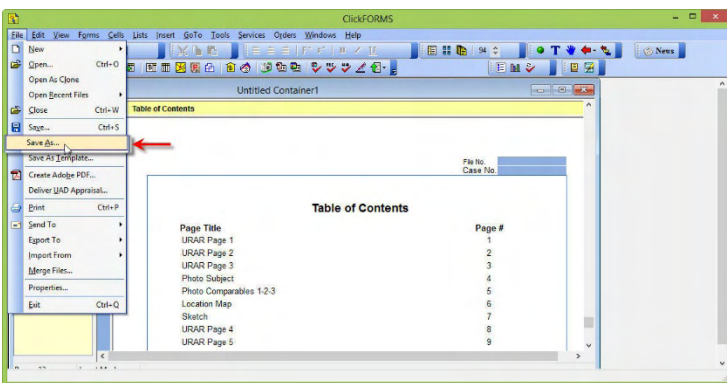 ClickFORMS
File Edit View Forms Cells Lists Insert GoTo Tools Services Orders Windows Help
New
94
News
Open... Ctrl+O
Open As Clone
Open Recent Files
Untitled Container1
Close Ctrl+W
Table of Contents
Save... Ctrl+S
Save As...
Save As Template...
File No.
Case No.
Create Adobe PDF...
Deliver UAD Appraisal...
Print Ctrl+P
Table of Contents
Send To
Page Title Page #
Export To
URAR Page 1 1
Import From
URAR Page 2 2
Merge Files...
URAR Page 3 3
Photo Subject 4
Properties...
Photo Comparables 1-2-3 5
Exit Ctrl+Q
Location Map 6
Sketch 7
URAR Page 4 8
URAR Page 5 9